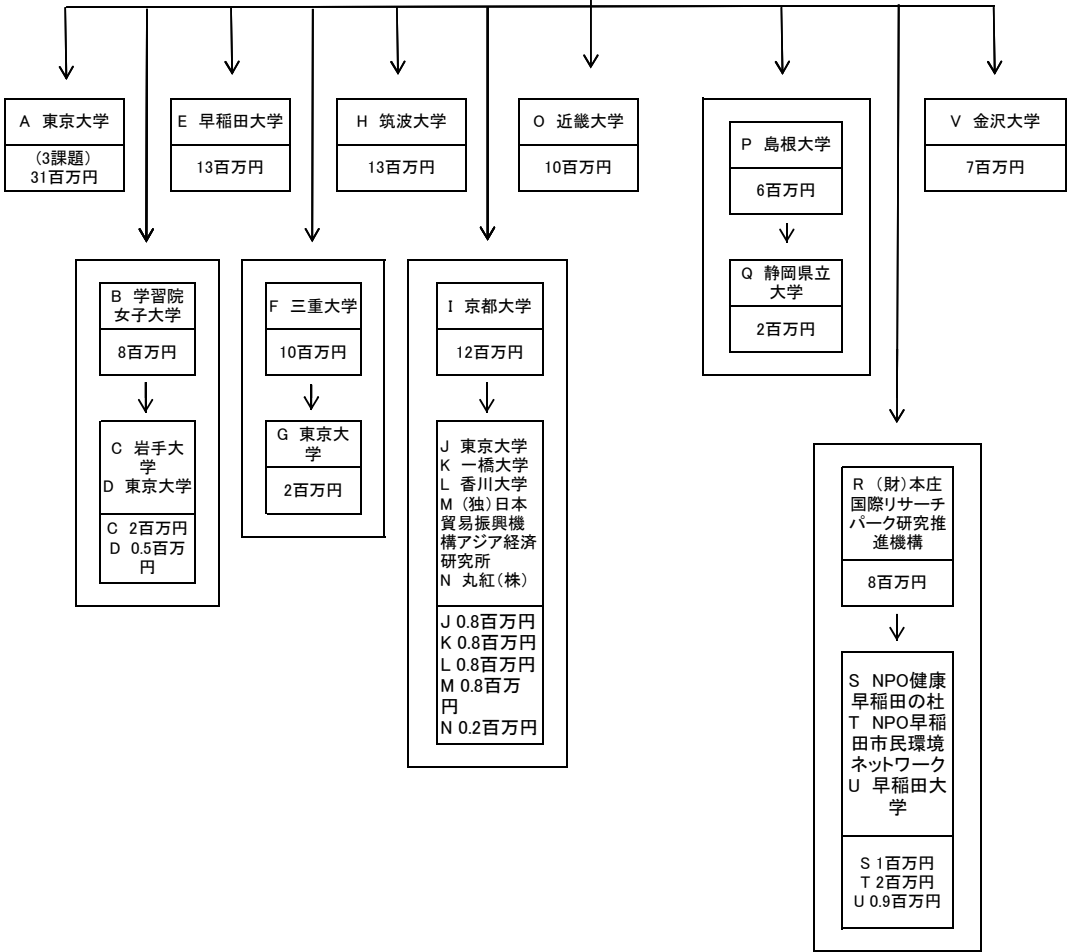 A 東京大学
(3課題)
31百万円
E 早稲田大学
13百万円
H 筑波大学
13百万円
O 近畿大学
10百万円
P 島根大学
6百万円
Q 静岡県立
大学
2百万円
V 金沢大学
7百万円
B 学習院
女子大学
8百万円
C 岩手大
学
D 東京大学
C 2百万円
D 0.5百万
円
F 三重大学
10百万円
G 東京大
学
2百万円
I 京都大学
12百万円
J 東京大学
K 一橋大学
L 香川大学
M (独)日本
貿易振興機
構アジア経済
研究所
N 丸紅(株)
J 0.8百万円
K 0.8百万円
L 0.8百万円
M 0.8百万
円
N 0.2百万円
R (財)本庄
国際リサーチ
パーク研究推
進機構
8百万円
S NPO健康
早稲田の杜
T NPO早稲
田市民環境
ネットワーク
U 早稲田大
学
S 1百万円
T 2百万円
U 0.9百万円